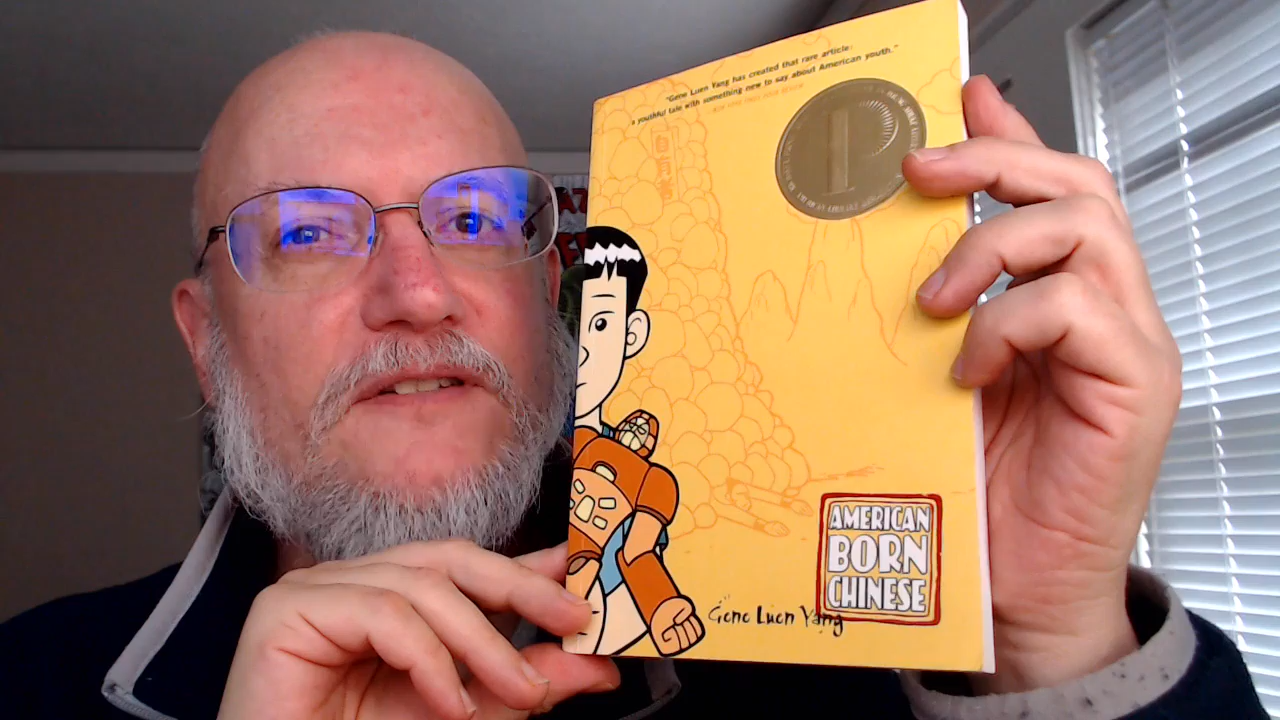 "Gene Luen Yang has created that rare article:
a youthful tale with something new to say about American youth."
AMERICAN
BORN
CHINESE
Gene Luen Yang